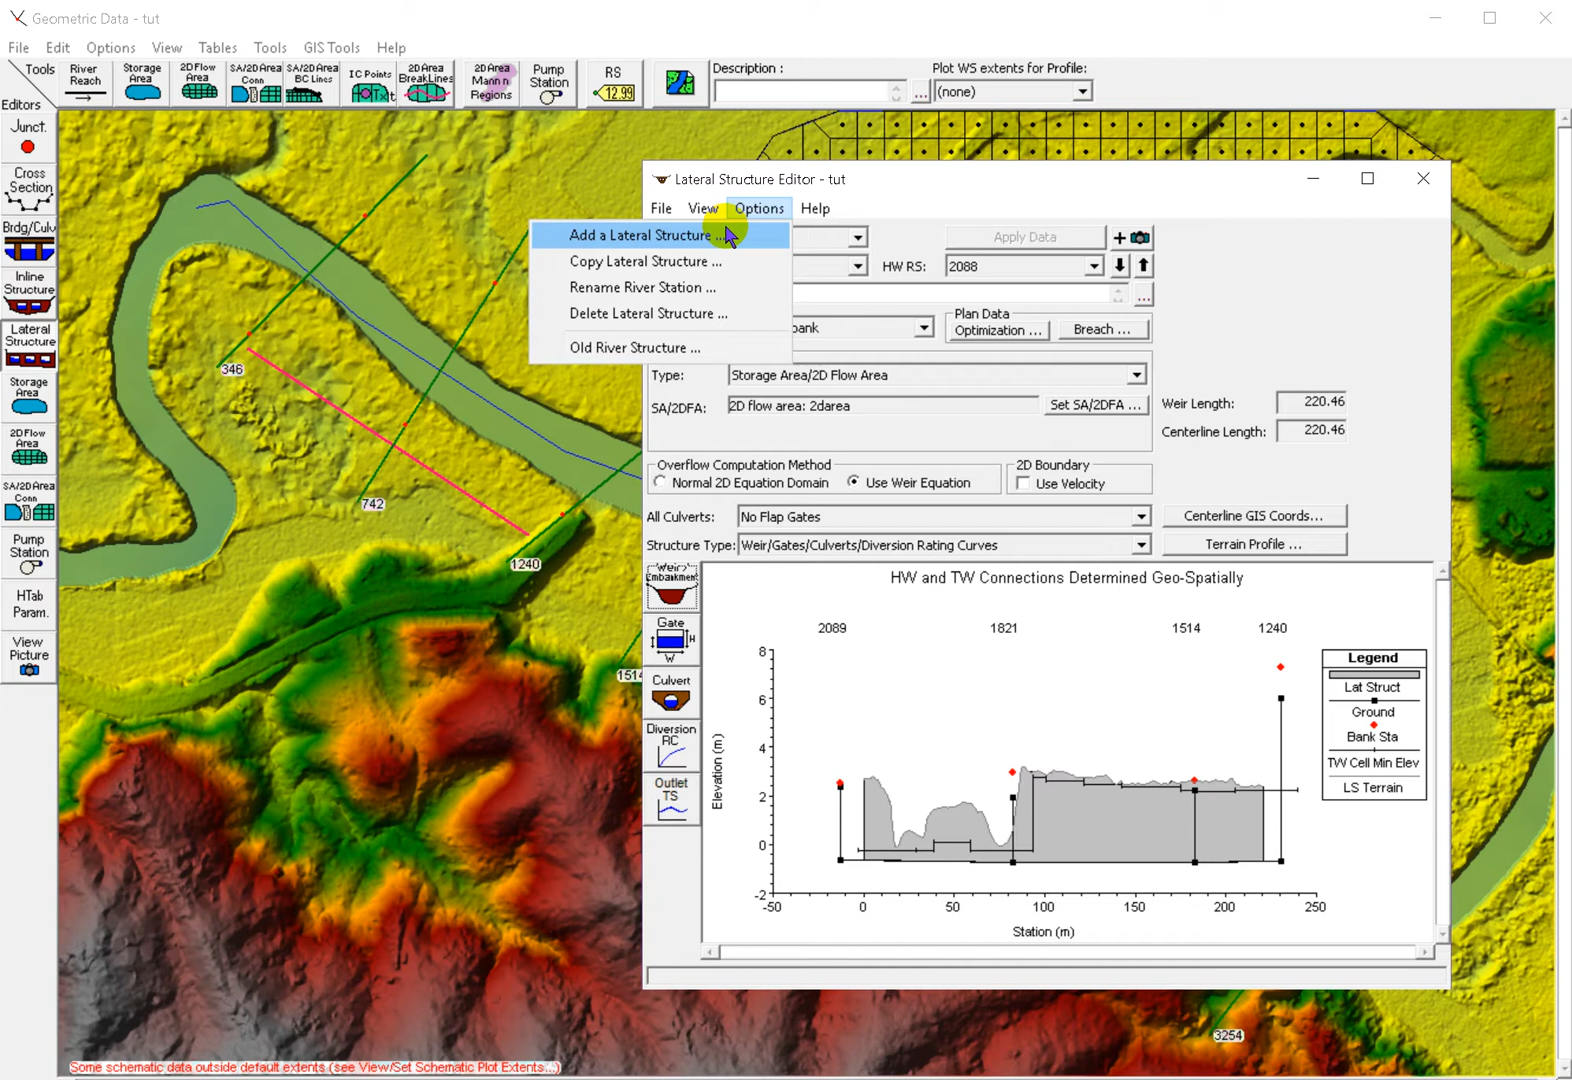 Geometric Data - tut
File Edit Options View Tables Tools GIS Tools Help
Tools
Editors
River Reach
Storage Area
2D Flow Area
SA/2D Area Conn
SA/2D Area BC Lines
IC Points
2D Area BreakLines
2D Area Mann n Regions
Pump Station
RS
12.99
Description :
...
Plot WS extents for Profile:
(none)
Junct.
Cross Section
Brdg/Culv
Inline Structure
Lateral Structure
Storage Area
2D Flow Area
SA/2D Area Conn
Pump Station
HTab Param.
View Picture
346
742
1240
1514
3254
Some schematic data outside default extents (see View/Set Schematic Plot Extents...)
Lateral Structure Editor - tut
File View Options Help
Add a Lateral Structure ...
Copy Lateral Structure ...
Rename River Station ...
Delete Lateral Structure ...
Old River Structure ...
Apply Data
HW RS: 2088
...
bank
Plan Data
Optimization ... Breach ...
Type: Storage Area/2D Flow Area
SA/2DFA: 2D flow area: 2darea Set SA/2DFA ...
Weir Length: 220.46
Centerline Length: 220.46
Overflow Computation Method
Normal 2D Equation Domain Use Weir Equation
2D Boundary
Use Velocity
All Culverts: No Flap Gates
Centerline GIS Coords...
Structure Type: Weir/Gates/Culverts/Diversion Rating Curves
Terrain Profile ...
Weir/ Embankment
Gate
H
W
Culvert
Diversion RC
Outlet TS
HW and TW Connections Determined Geo-Spatially
2089 1821 1514 1240
Elevation (m)
8
6
4
2
0
-2
-50 0 50 100 150 200 250
Station (m)
Legend
Lat Struct
Ground
Bank Sta
TW Cell Min Elev
LS Terrain